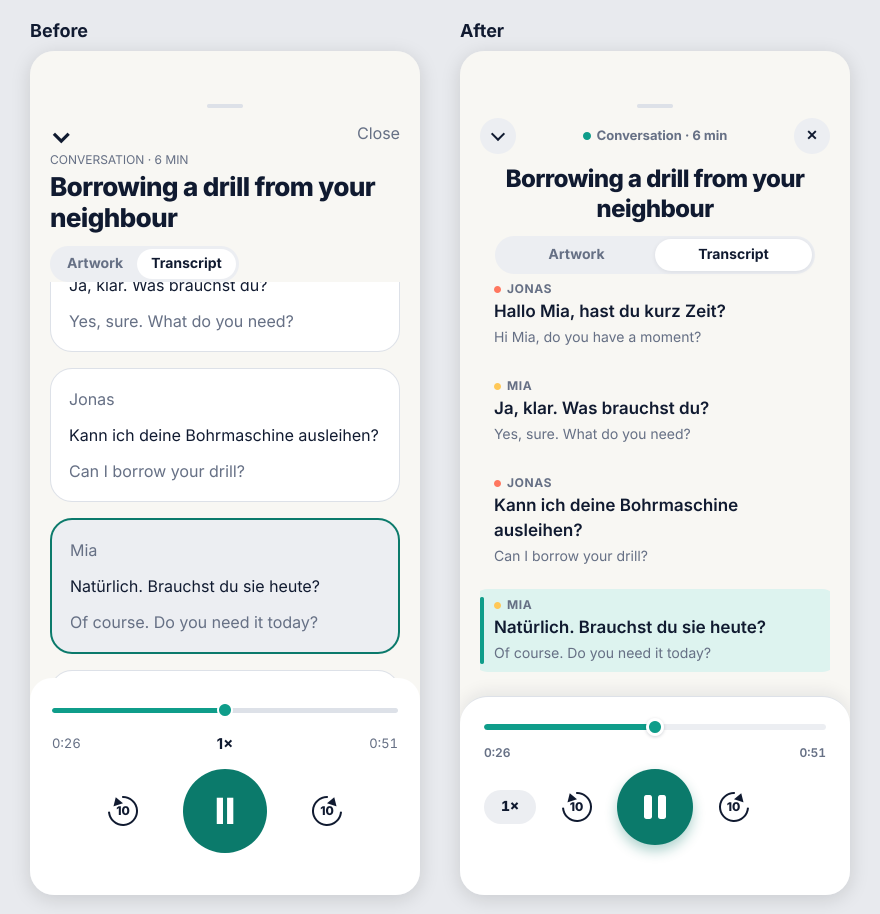 Before
Close
CONVERSATION · 6 MIN
Borrowing a drill from your
neighbour
Artwork
Transcript
Ja, klar. Was brauchst du?
Yes, sure. What do you need?
Jonas
Kann ich deine Bohrmaschine ausleihen?
Can I borrow your drill?
Mia
Natürlich. Brauchst du sie heute?
Of course. Do you need it today?
0:26
1×
0:51
10
10
After
Conversation · 6 min
Borrowing a drill from your
neighbour
Artwork
Transcript
JONAS
Hallo Mia, hast du kurz Zeit?
Hi Mia, do you have a moment?
MIA
Ja, klar. Was brauchst du?
Yes, sure. What do you need?
JONAS
Kann ich deine Bohrmaschine
ausleihen?
Can I borrow your drill?
MIA
Natürlich. Brauchst du sie heute?
Of course. Do you need it today?
0:26
0:51
1×
10
10